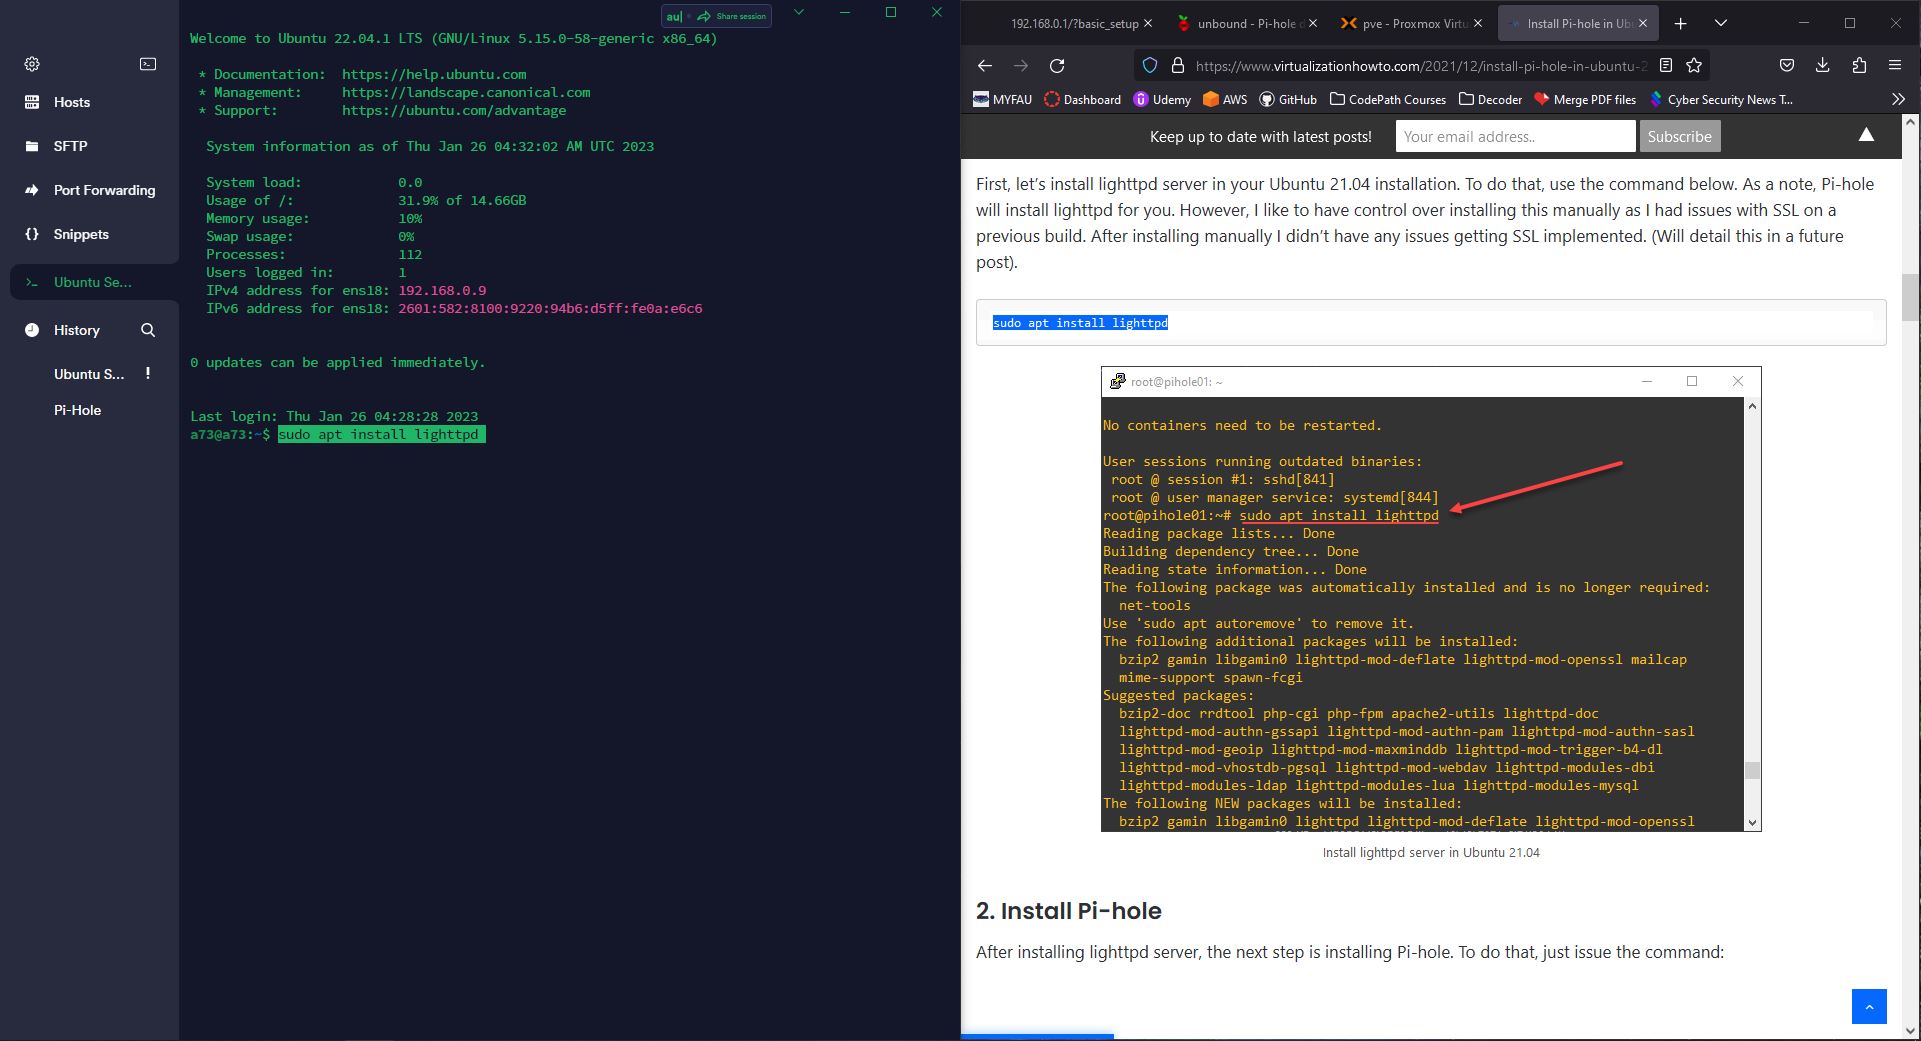 au|
Share session
Hosts
SFTP
Port Forwarding
{} Snippets
>_ Ubuntu Se...
History
Ubuntu S... !
Pi-Hole
Welcome to Ubuntu 22.04.1 LTS (GNU/Linux 5.15.0-58-generic x86_64)
* Documentation: https://help.ubuntu.com
* Management: https://landscape.canonical.com
* Support: https://ubuntu.com/advantage
System information as of Thu Jan 26 04:32:02 AM UTC 2023
System load: 0.0
Usage of /: 31.9% of 14.66GB
Memory usage: 10%
Swap usage: 0%
Processes: 112
Users logged in: 1
IPv4 address for ens18: 192.168.0.9
IPv6 address for ens18: 2601:582:8100:9220:94b6:d5ff:fe0a:e6c6
0 updates can be applied immediately.
Last login: Thu Jan 26 04:28:28 2023
a73@a73:~$ sudo apt install lighttpd
192.168.0.1/?basic_setup
unbound - Pi-hole d
pve - Proxmox Virtu
Install Pi-hole in Ubu
https://www.virtualizationhowto.com/2021/12/install-pi-hole-in-ubuntu-2
MYFAU Dashboard Udemy AWS GitHub CodePath Courses Decoder Merge PDF files Cyber Security News T...
Keep up to date with latest posts! Your email address.. Subscribe
First, let’s install lighttpd server in your Ubuntu 21.04 installation. To do that, use the command below. As a note, Pi-hole
will install lighttpd for you. However, I like to have control over installing this manually as I had issues with SSL on a
previous build. After installing manually I didn’t have any issues getting SSL implemented. (Will detail this in a future
post).
sudo apt install lighttpd
root@pihole01: ~
No containers need to be restarted.
User sessions running outdated binaries:
root @ session #1: sshd[841]
root @ user manager service: systemd[844]
root@pihole01:~# sudo apt install lighttpd
Reading package lists... Done
Building dependency tree... Done
Reading state information... Done
The following package was automatically installed and is no longer required:
net-tools
Use 'sudo apt autoremove' to remove it.
The following additional packages will be installed:
bzip2 gamin libgamin0 lighttpd-mod-deflate lighttpd-mod-openssl mailcap
mime-support spawn-fcgi
Suggested packages:
bzip2-doc rrdtool php-cgi php-fpm apache2-utils lighttpd-doc
lighttpd-mod-authn-gssapi lighttpd-mod-authn-pam lighttpd-mod-authn-sasl
lighttpd-mod-geoip lighttpd-mod-maxminddb lighttpd-mod-trigger-b4-dl
lighttpd-mod-vhostdb-pgsql lighttpd-mod-webdav lighttpd-modules-dbi
lighttpd-modules-ldap lighttpd-modules-lua lighttpd-modules-mysql
The following NEW packages will be installed:
bzip2 gamin libgamin0 lighttpd lighttpd-mod-deflate lighttpd-mod-openssl
Install lighttpd server in Ubuntu 21.04
2. Install Pi-hole
After installing lighttpd server, the next step is installing Pi-hole. To do that, just issue the command: